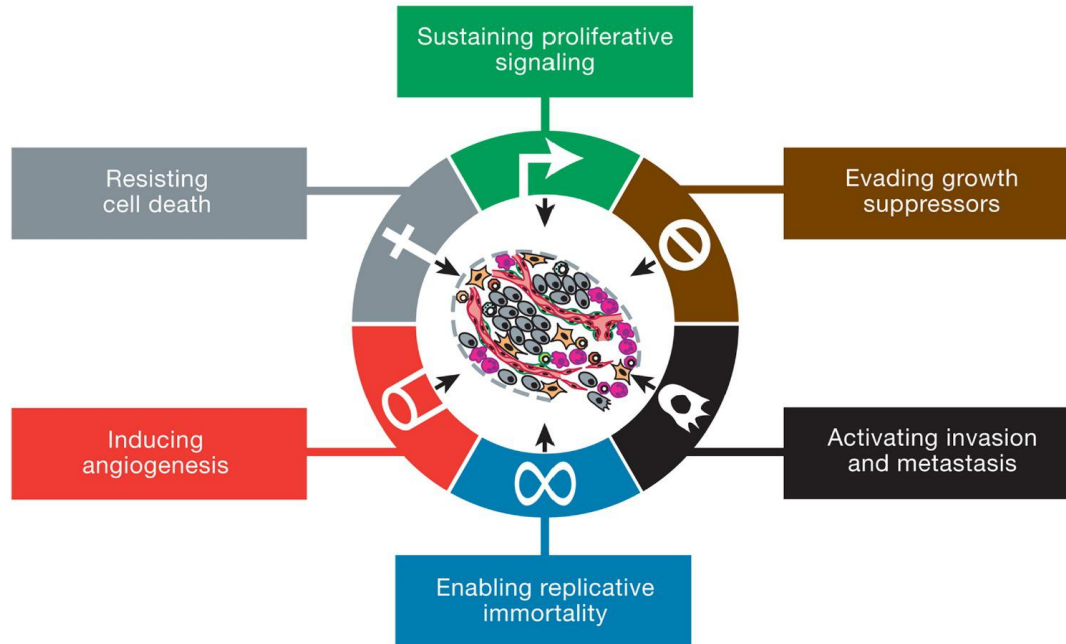 Sustaining proliferative
signaling
Resisting
cell death
Evading growth
suppressors
Inducing
angiogenesis
Activating invasion
and metastasis
Enabling replicative
immortality